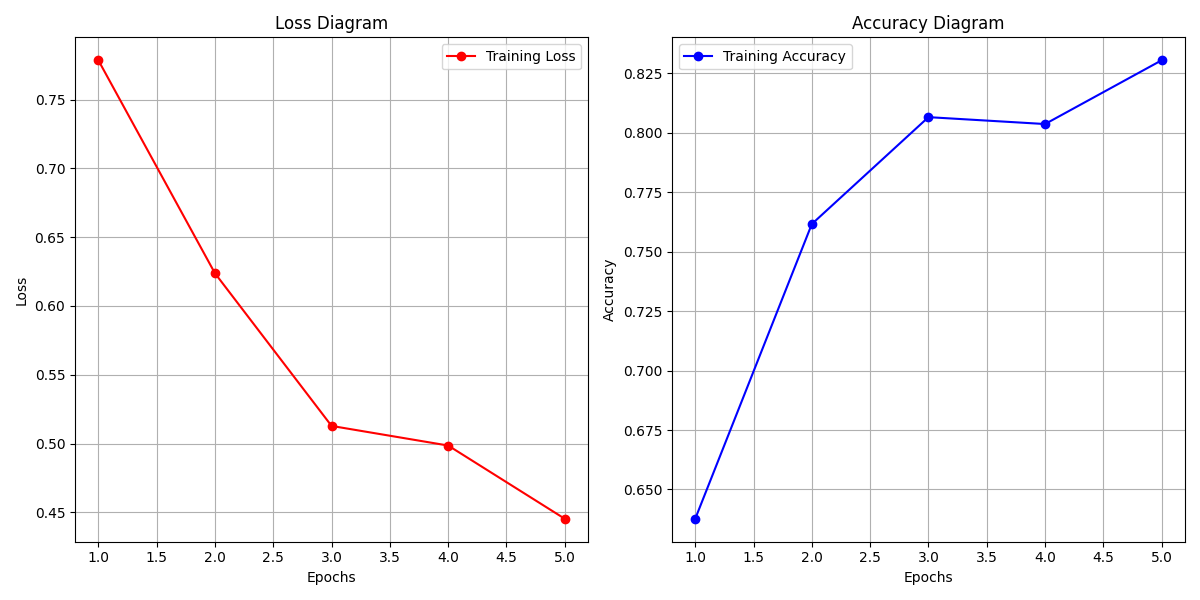 Loss Diagram
Training Loss
0.75
0.70
0.65
0.60
0.55
0.50
0.45
Loss
1.0 1.5 2.0 2.5 3.0 3.5 4.0 4.5 5.0
Epochs
Accuracy Diagram
Training Accuracy
0.825
0.800
0.775
0.750
0.725
0.700
0.675
0.650
Accuracy
1.0 1.5 2.0 2.5 3.0 3.5 4.0 4.5 5.0
Epochs